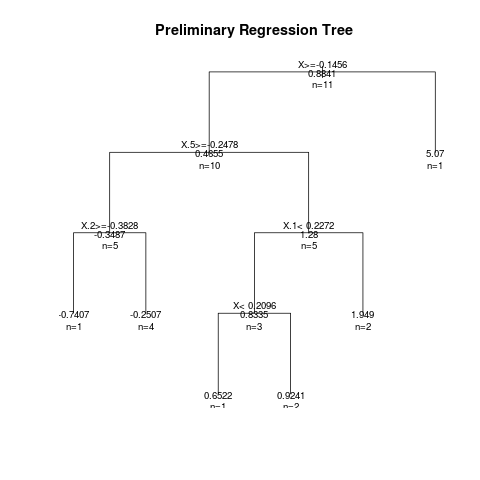 Preliminary Regression Tree
X>=-0.1456
0.8841
n=11
X.5>=-0.2478
0.4655
n=10
5.07
n=1
X.2>=-0.3828
-0.3487
n=5
X.1< 0.2272
1.28
n=5
-0.7407
n=1
-0.2507
n=4
X< 0.2096
0.8335
n=3
1.949
n=2
0.6522
n=1
0.9241
n=2